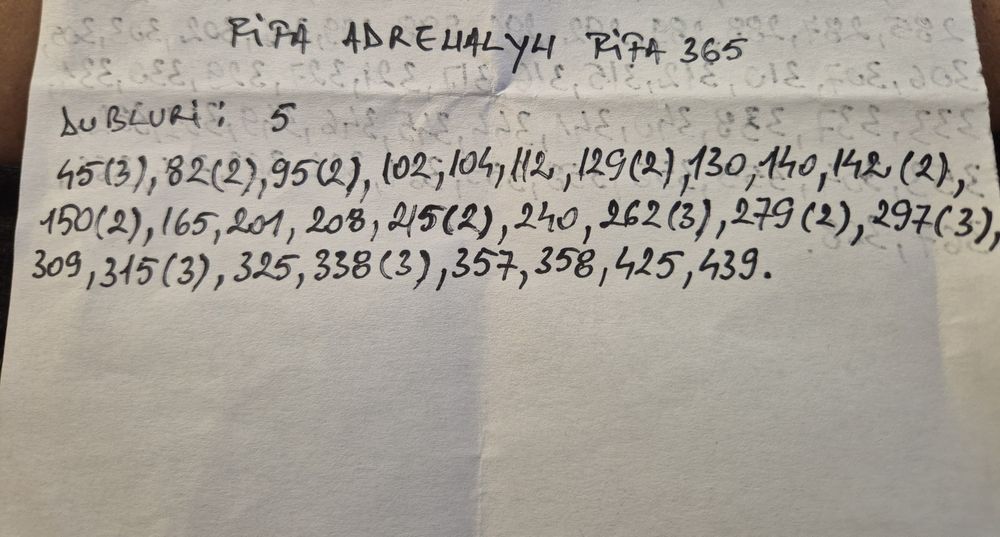 FIFA ADRENALYN FIFA 365
DUBLURI: 5
45(3), 82(2), 95(2), 102, 104, 112, 129(2), 130, 140, 142 (2),
150(2), 165, 201, 208, 215(2), 240, 262(3), 279(2), 297(3),
309, 315(3), 325, 338(3), 357, 358, 425, 439.